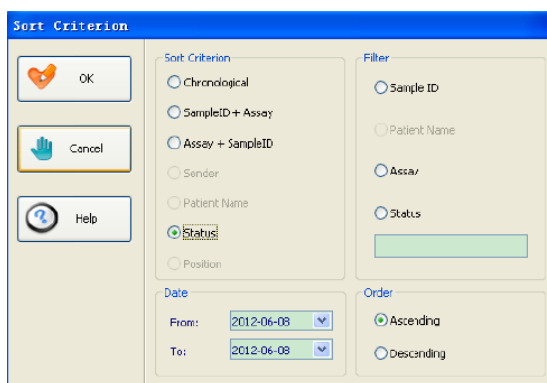 Sort Criterion
OK
Cancel
Help
Sort Criterion
Chronological
SampleID + Assay
Assay + SampleID
Sender
Patient Name
Status
Position
Filter
Sample ID
Patient Name
Assay
Status
Date
From: 2012-06-08
To: 2012-06-08
Order
Ascending
Descending